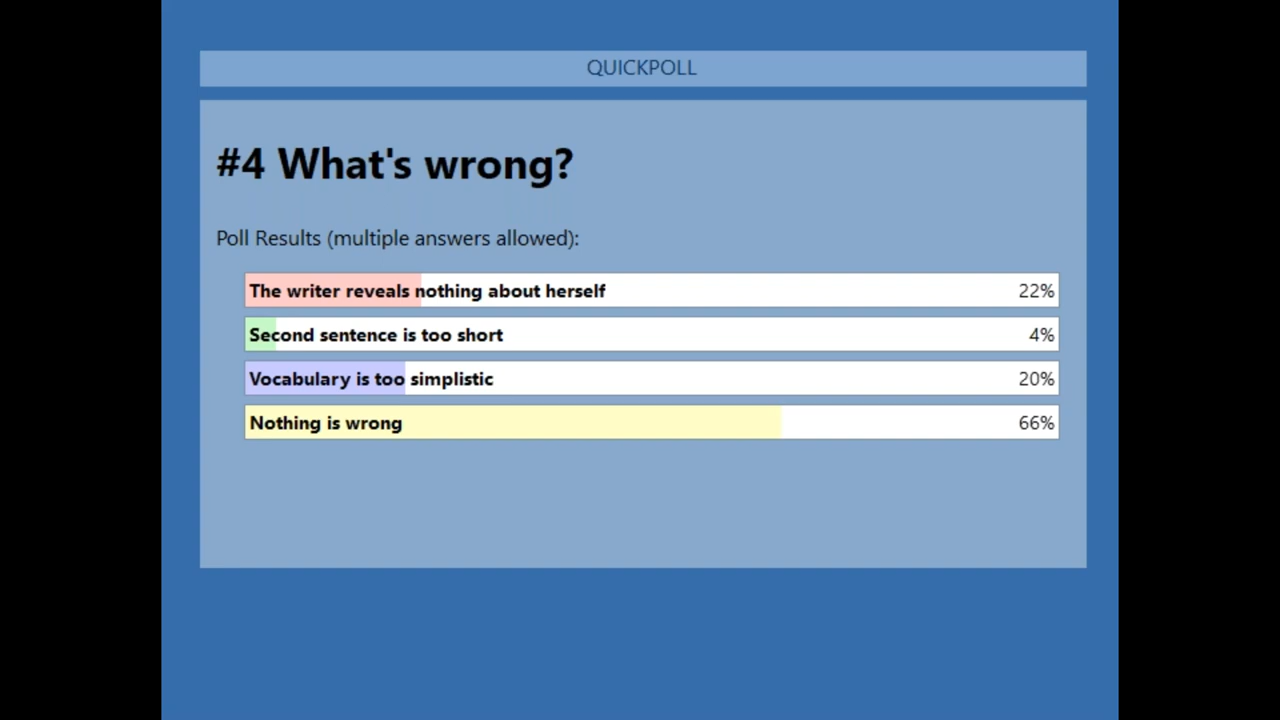 QUICKPOLL
#4 What's wrong?
Poll Results (multiple answers allowed):
The writer reveals nothing about herself 22%
Second sentence is too short 4%
Vocabulary is too simplistic 20%
Nothing is wrong 66%